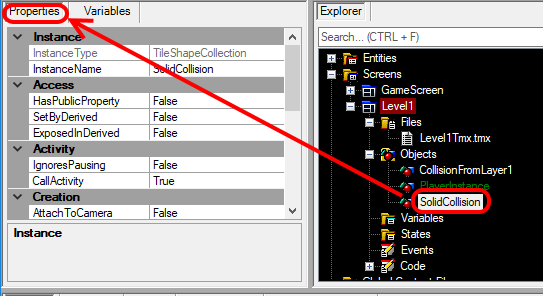 Properties Variables
Instance
InstanceType TileShapeCollection
InstanceName SolidCollision
Access
HasPublicProperty False
SetByDerived False
ExposedInDerived False
Activity
IgnoresPausing False
CallActivity True
Creation
AttachToCamera False
Instance
Explorer
Search... (CTRL + F)
Entities
Screens
GameScreen
Level1
Files
Level1Tmx.tmx
Objects
CollisionFromLayer1
PlayerInstance
SolidCollision
Variables
States
Events
Code